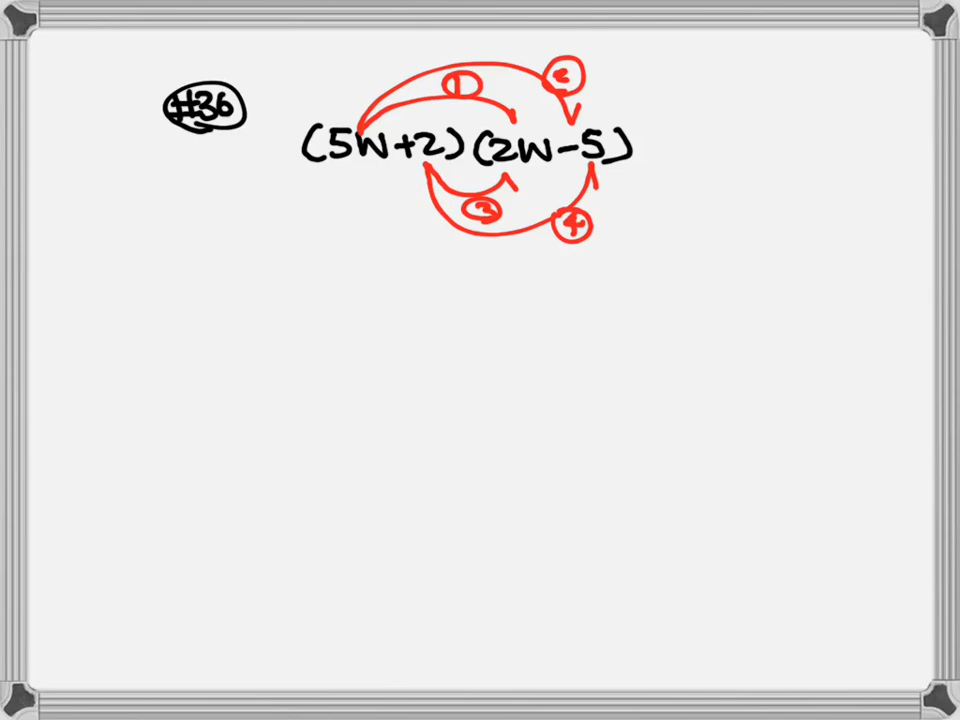 #36
① ②
(5W+2)(2W-5)
③ ④